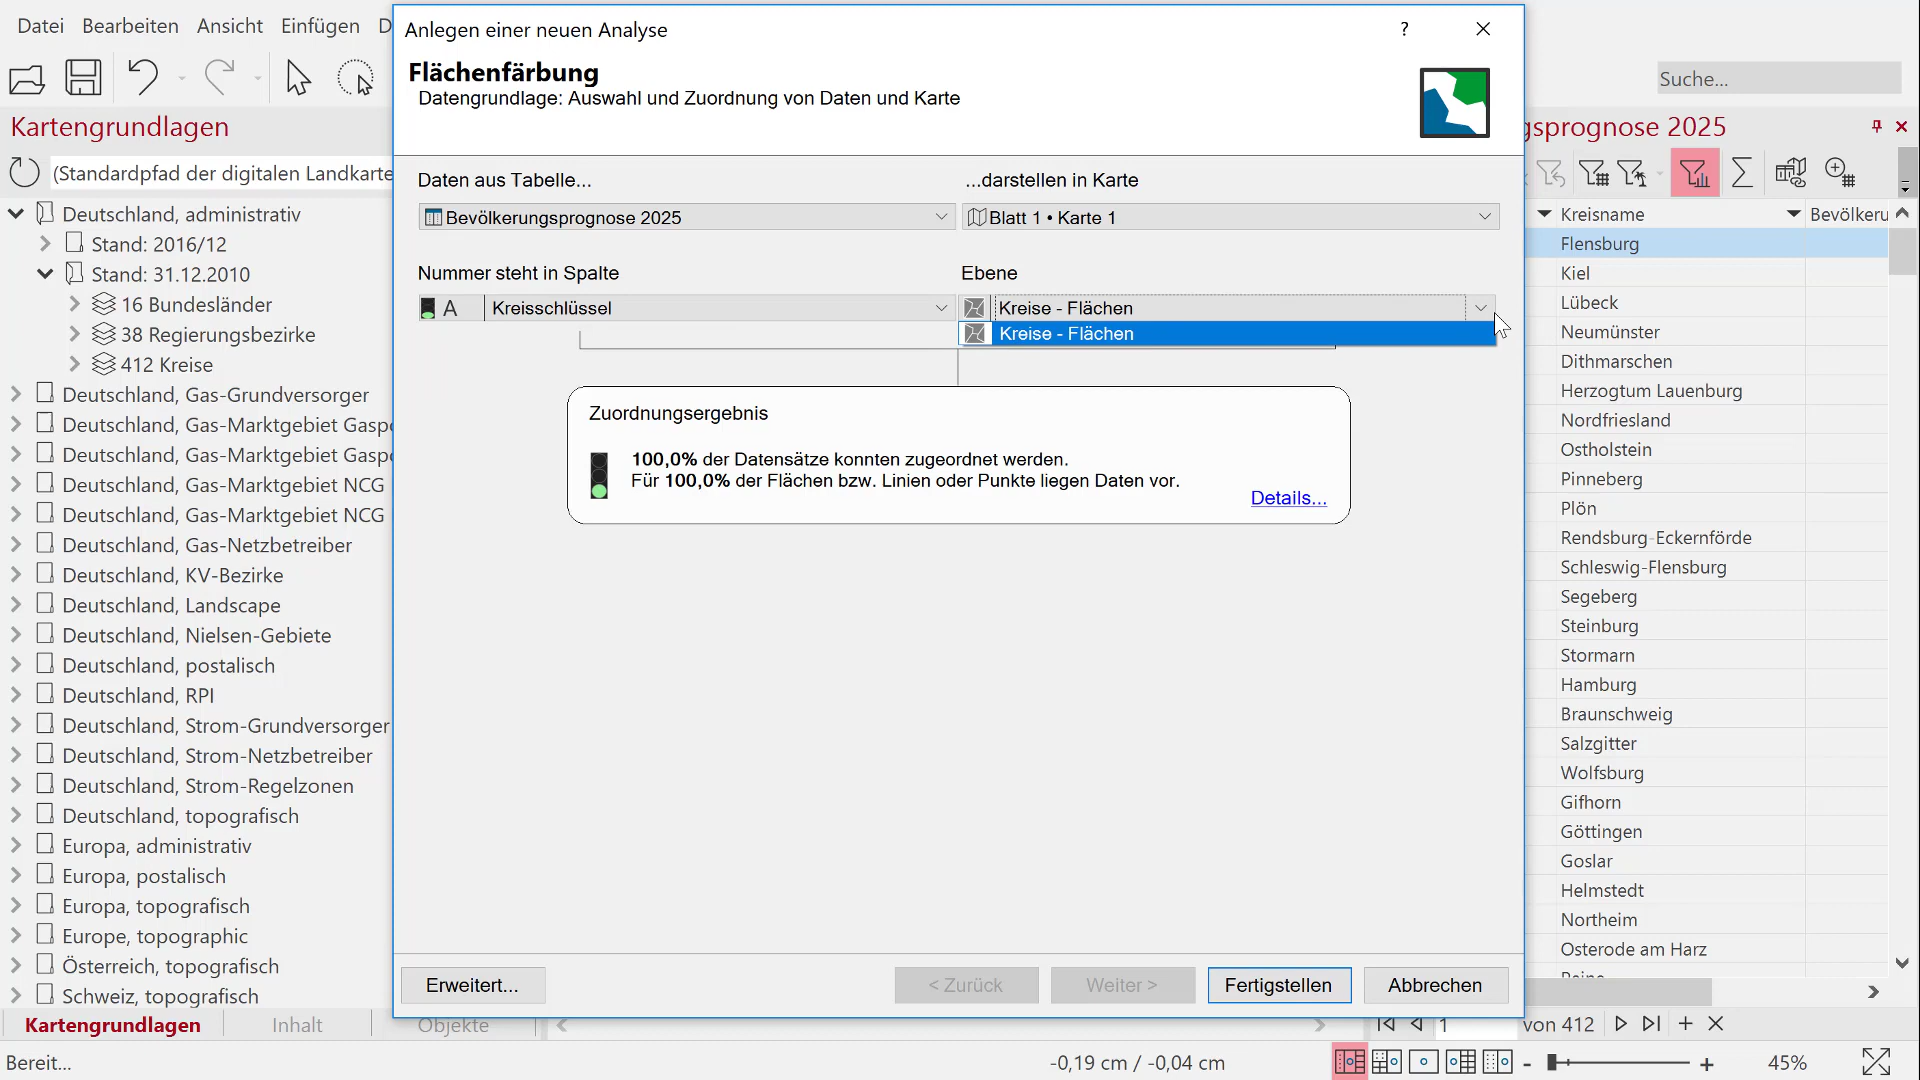 Datei Bearbeiten Ansicht Einfügen D
Anlegen einer neuen Analyse
?
Flächenfärbung
Datengrundlage: Auswahl und Zuordnung von Daten und Karte
Suche...
Kartengrundlagen
gsprognose 2025
(Standardpfad der digitalen Landkarte
Deutschland, administrativ
Stand: 2016/12
Stand: 31.12.2010
16 Bundesländer
38 Regierungsbezirke
412 Kreise
Deutschland, Gas-Grundversorger
Deutschland, Gas-Marktgebiet Gaspo
Deutschland, Gas-Marktgebiet Gaspo
Deutschland, Gas-Marktgebiet NCG
Deutschland, Gas-Marktgebiet NCG
Deutschland, Gas-Netzbetreiber
Deutschland, KV-Bezirke
Deutschland, Landscape
Deutschland, Nielsen-Gebiete
Deutschland, postalisch
Deutschland, RPI
Deutschland, Strom-Grundversorger
Deutschland, Strom-Netzbetreiber
Deutschland, Strom-Regelzonen
Deutschland, topografisch
Europa, administrativ
Europa, postalisch
Europa, topografisch
Europe, topographic
Österreich, topografisch
Schweiz, topografisch
Kartengrundlagen Inhalt Objekte
Daten aus Tabelle... ...darstellen in Karte
Bevölkerungsprognose 2025 Blatt 1 • Karte 1
Nummer steht in Spalte Ebene
A Kreisschlüssel Kreise - Flächen
Kreise - Flächen
Zuordnungsergebnis
100,0% der Datensätze konnten zugeordnet werden.
Für 100,0% der Flächen bzw. Linien oder Punkte liegen Daten vor.
Details...
Erweitert... < Zurück Weiter > Fertigstellen Abbrechen
Kreisname Bevölkeru
Flensburg
Kiel
Lübeck
Neumünster
Dithmarschen
Herzogtum Lauenburg
Nordfriesland
Ostholstein
Pinneberg
Plön
Rendsburg-Eckernförde
Schleswig-Flensburg
Segeberg
Steinburg
Stormarn
Hamburg
Braunschweig
Salzgitter
Wolfsburg
Gifhorn
Göttingen
Goslar
Helmstedt
Northeim
Osterode am Harz
1 von 412
Bereit... -0,19 cm / -0,04 cm - + 45%